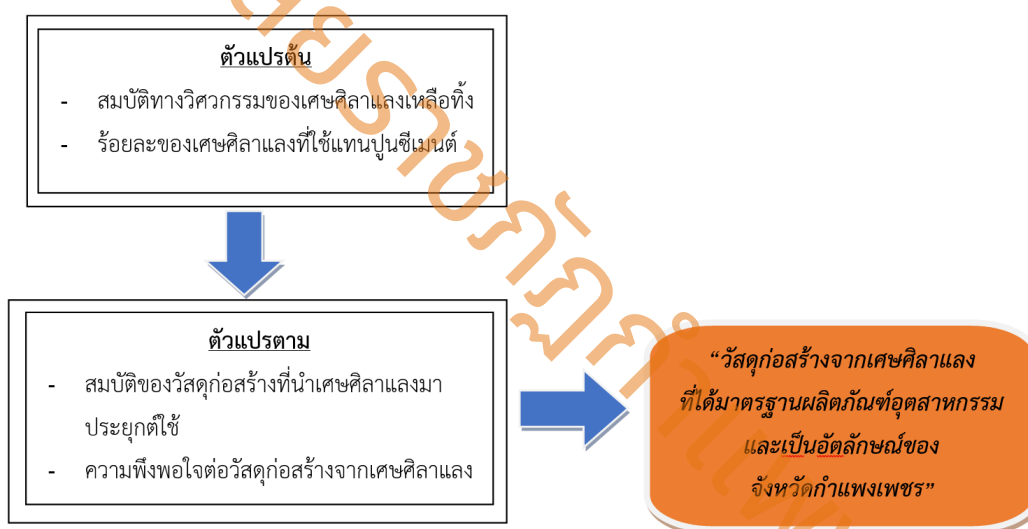 ตัวแปรต้น
- สมบัติทางวิศวกรรมของเศษศิลาแลงเหลือทิ้ง
- ร้อยละของเศษศิลาแลงที่ใช้แทนปูนซีเมนต์
ตัวแปรตาม
- สมบัติของวัสดุก่อสร้างที่นำเศษศิลาแลงมา
ประยุกต์ใช้
- ความพึงพอใจต่อวัสดุก่อสร้างจากเศษศิลาแลง
“วัสดุก่อสร้างจากเศษศิลาแลง
ที่ได้มาตรฐานผลิตภัณฑ์อุตสาหกรรม
และเป็นอัตลักษณ์ของ
จังหวัดกำแพงเพชร”